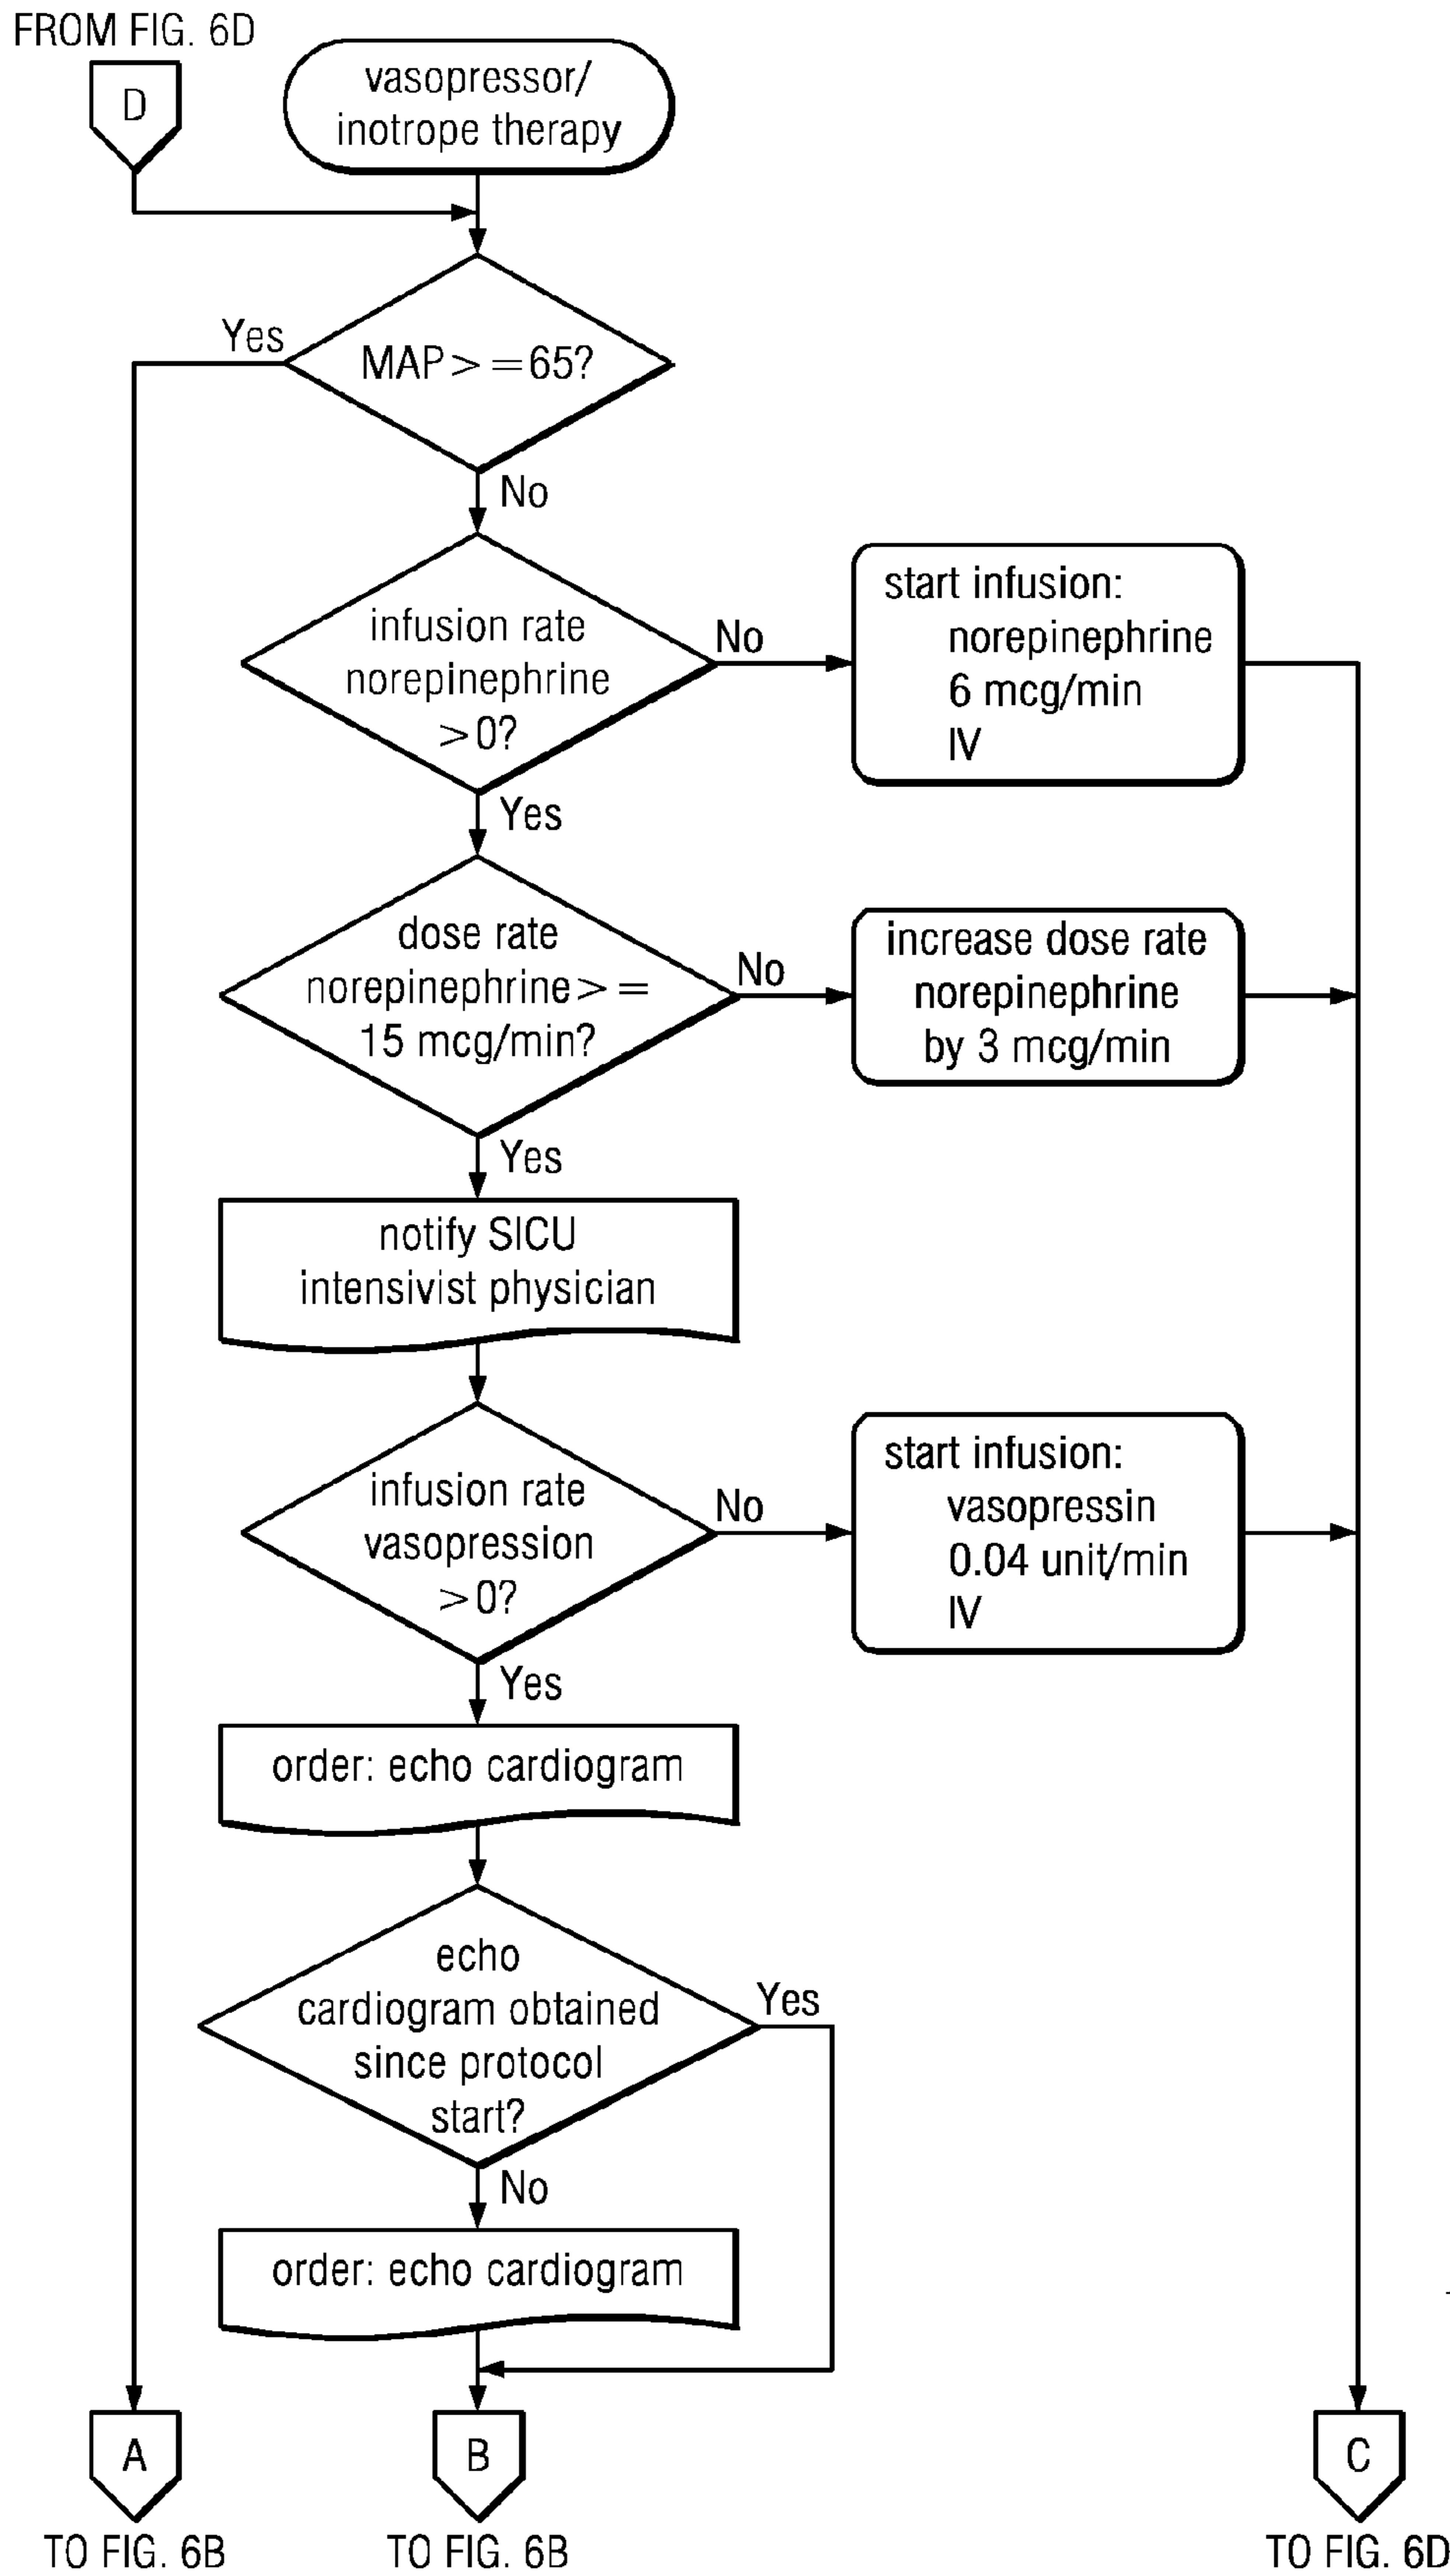 FROM FIG. 6D
D
vasopressor/
inotrope therapy
Yes
MAP > = 65?
No
infusion rate
norepinephrine
> 0?
No
start infusion:
norepinephrine
6 mcg/min
IV
Yes
dose rate
norepinephrine > =
15 mcg/min?
No
increase dose rate
norepinephrine
by 3 mcg/min
Yes
notify SICU
intensivist physician
infusion rate
vasopression
> 0?
No
start infusion:
vasopressin
0.04 unit/min
IV
Yes
order: echo cardiogram
echo
cardiogram obtained
since protocol
start?
Yes
No
order: echo cardiogram
A
B
C
TO FIG. 6B
TO FIG. 6B
TO FIG. 6D